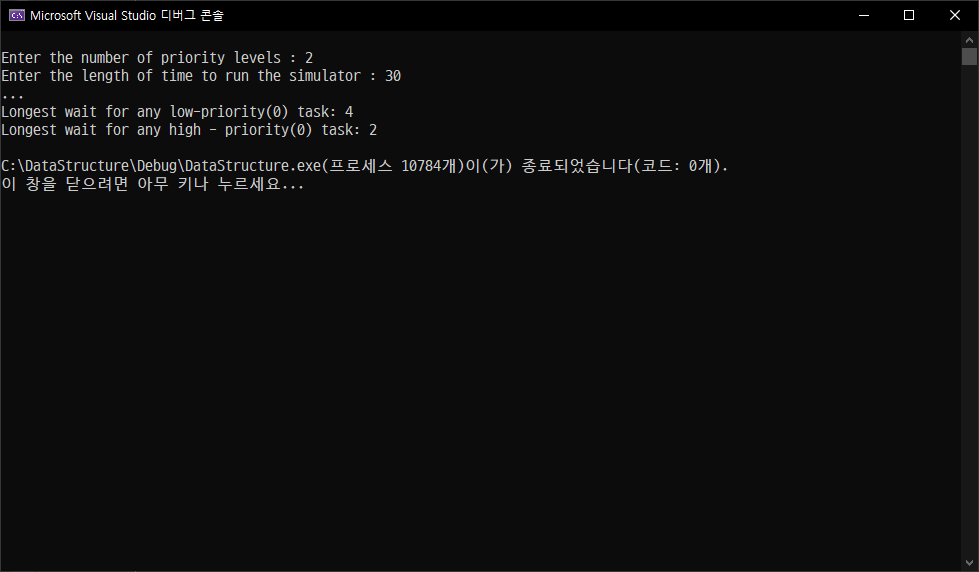 Microsoft Visual Studio 디버그 콘솔
Enter the number of priority levels : 2
Enter the length of time to run the simulator : 30
...
Longest wait for any low-priority(0) task: 4
Longest wait for any high - priority(0) task: 2
C:\DataStructure\Debug\DataStructure.exe(프로세스 10784개)이(가) 종료되었습니다(코드: 0개).
이 창을 닫으려면 아무 키나 누르세요...